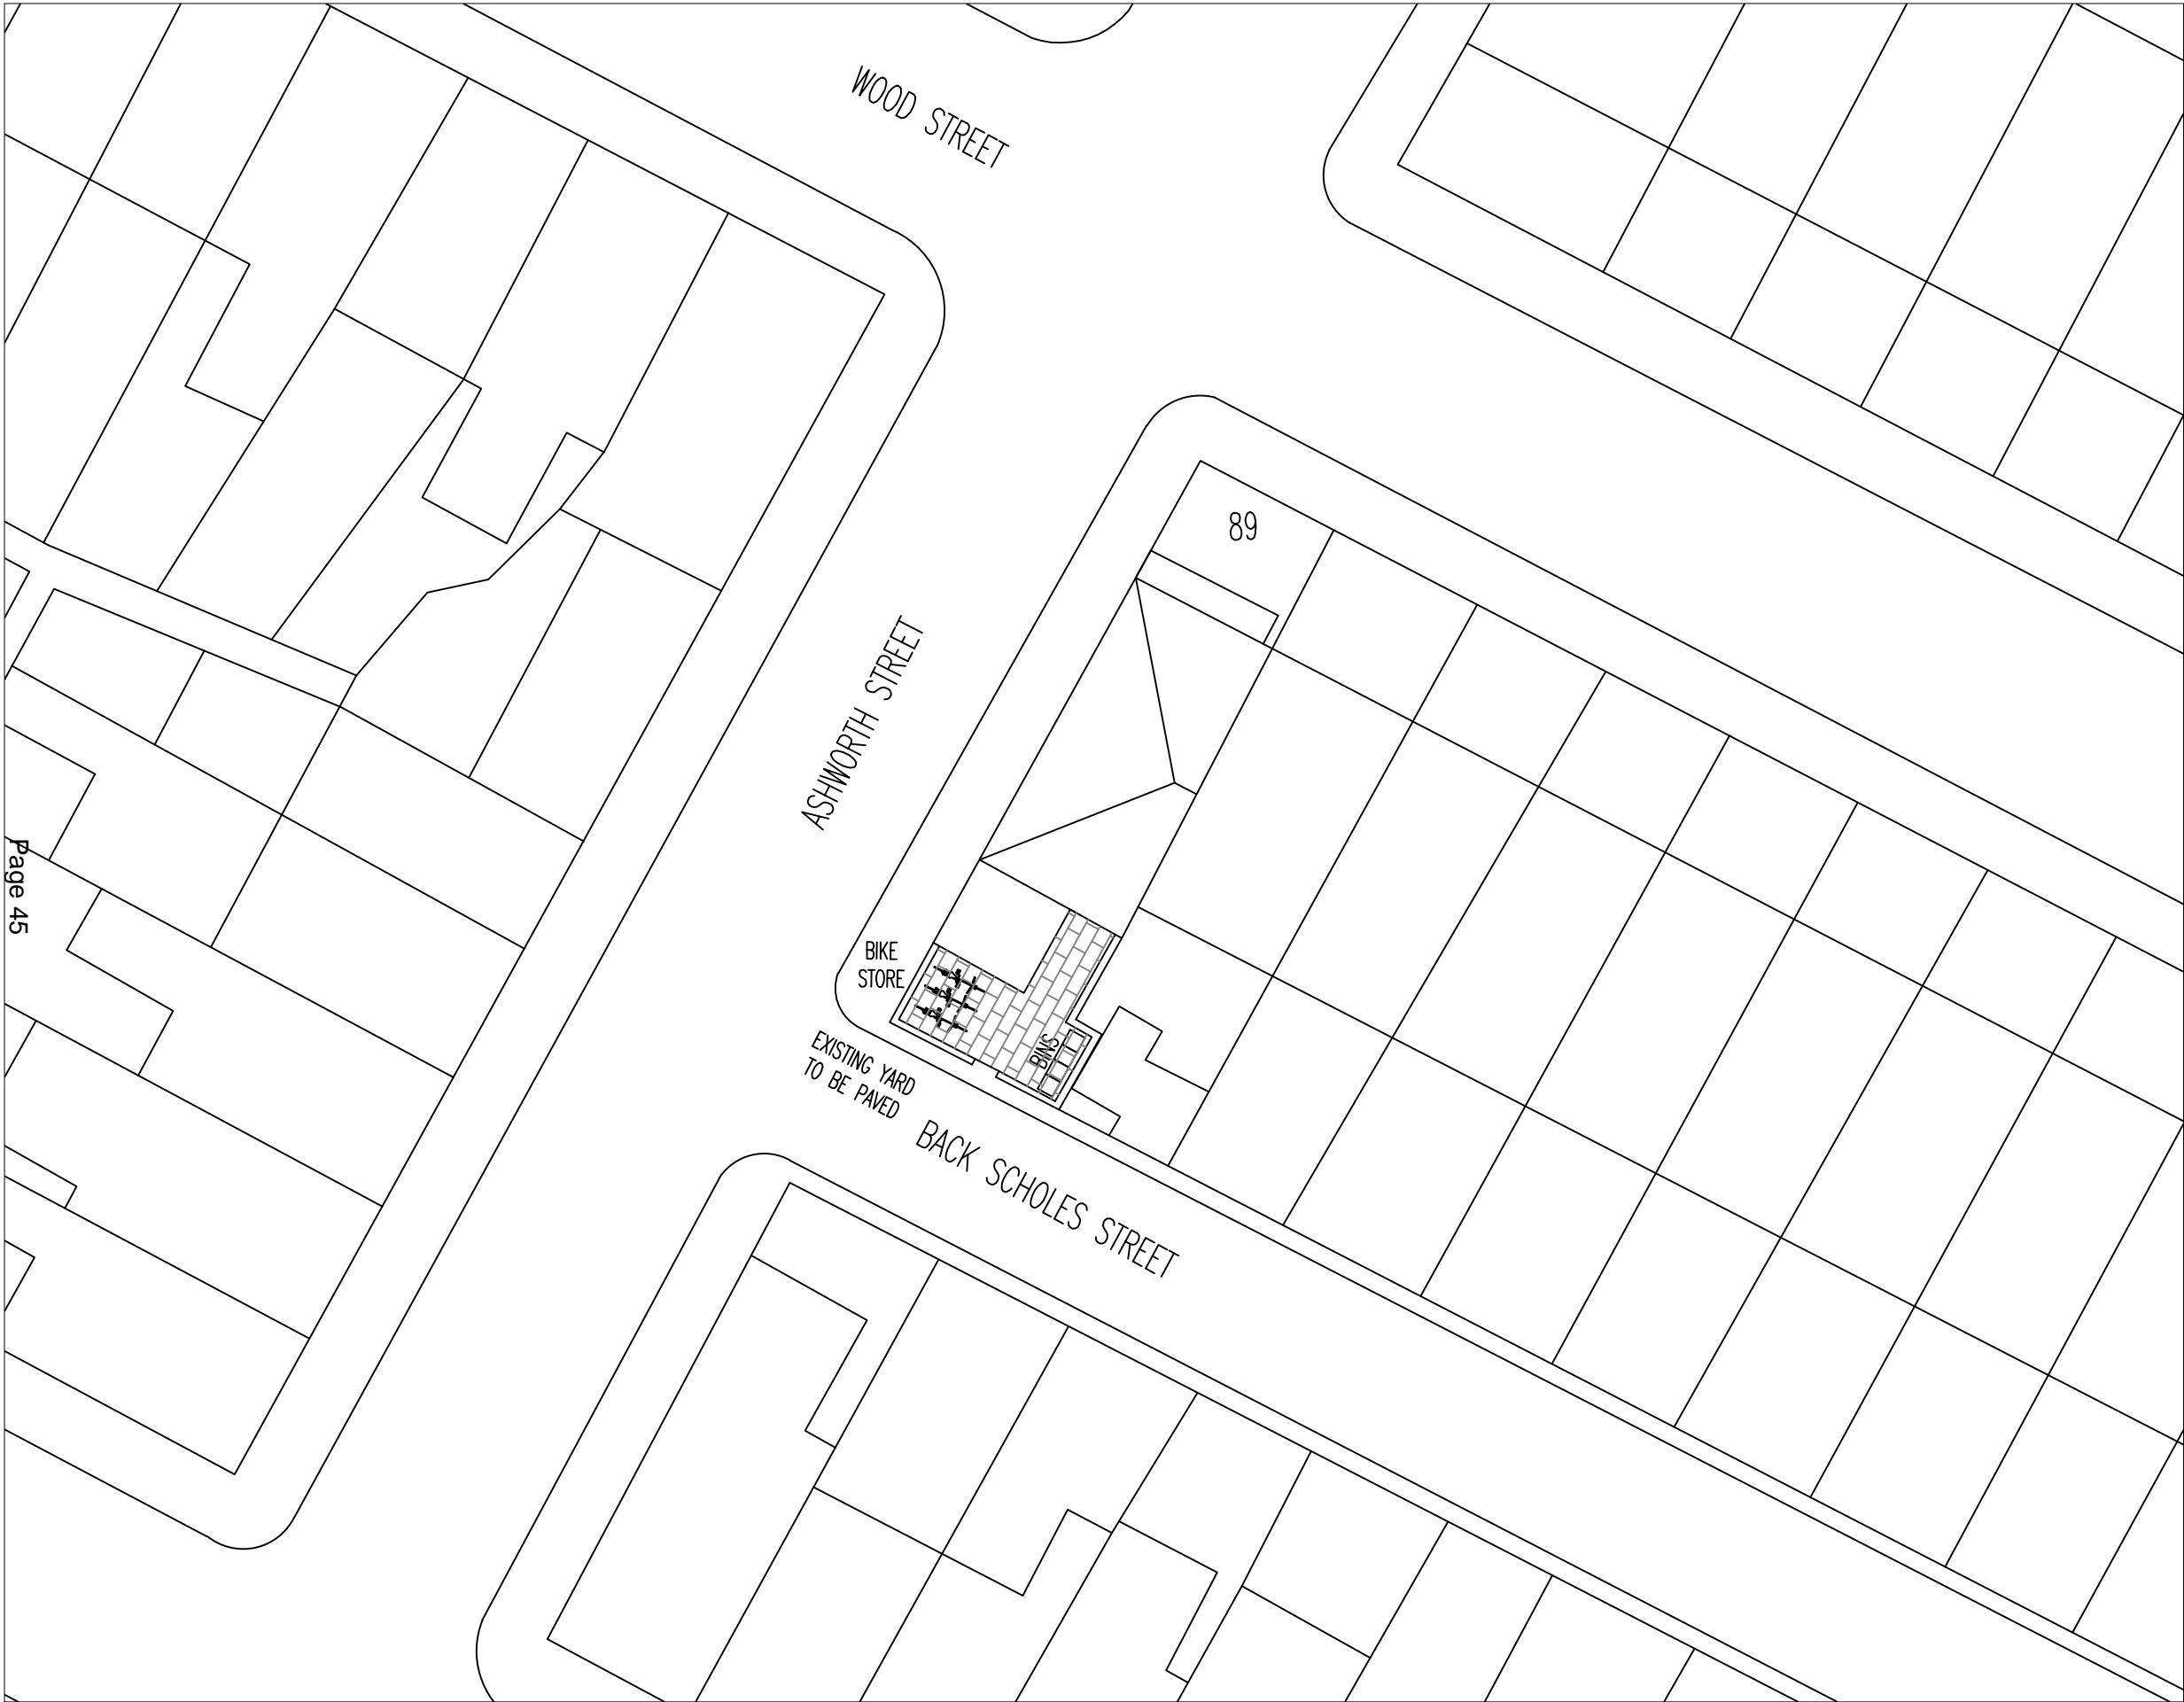 WOOD STREET
89
ASHWORTH STREET
BIKE
STORE
BINS
EXISTING YARD
TO BE PAVED
BACK SCHOLES STREET
Page 45